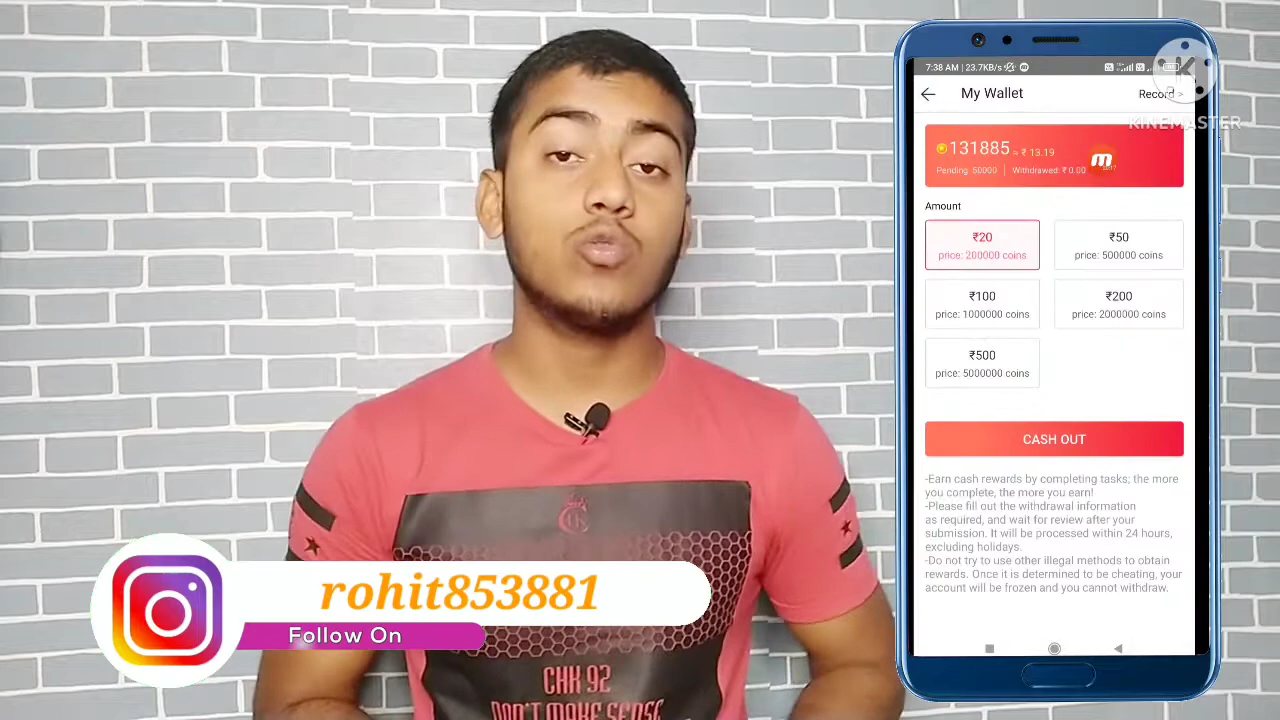 7:38 AM | 23.7KB/s
My Wallet
Record >
KINEMASTER
131885 ≈ ₹ 13.19
Pending 50000 | Withdrawed: ₹ 0.00
Amount
₹20
price: 200000 coins
₹50
price: 500000 coins
₹100
price: 1000000 coins
₹200
price: 2000000 coins
₹500
price: 5000000 coins
CASH OUT
-Earn cash rewards by completing tasks; the more
you complete, the more you earn!
-Please fill out the withdrawal information
as required, and wait for review after your
submission. It will be processed within 24 hours,
excluding holidays.
-Do not try to use other illegal methods to obtain
rewards. Once it is determined to be cheating, your
account will be frozen and you cannot withdraw.
rohit853881
Follow On
CHK 92
DON'T MAKE SENSE